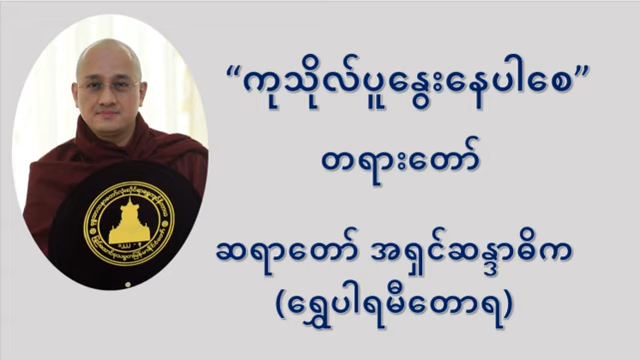 “ကုသိုလ်ပူနွေးနေပါစေ”
တရားတော်
ဆရာတော် အရှင်ဆန္ဒာဓိက
(ရွှေပါရမီတောရ)